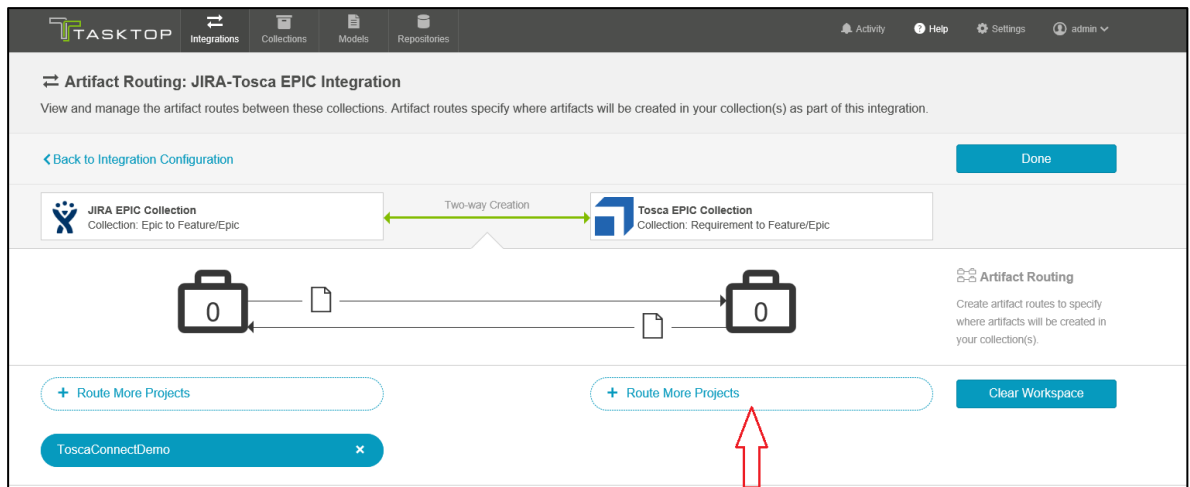 TASKTOP
Integrations
Collections
Models
Repositories
Activity
Help
Settings
admin
Artifact Routing: JIRA-Tosca EPIC Integration
View and manage the artifact routes between these collections. Artifact routes specify where artifacts will be created in your collection(s) as part of this integration.
Back to Integration Configuration
Done
JIRA EPIC Collection
Collection: Epic to Feature/Epic
Two-way Creation
Tosca EPIC Collection
Collection: Requirement to Feature/Epic
0
0
Artifact Routing
Create artifact routes to specify
where artifacts will be created in
your collection(s).
+ Route More Projects
+ Route More Projects
Clear Workspace
ToscaConnectDemo ×